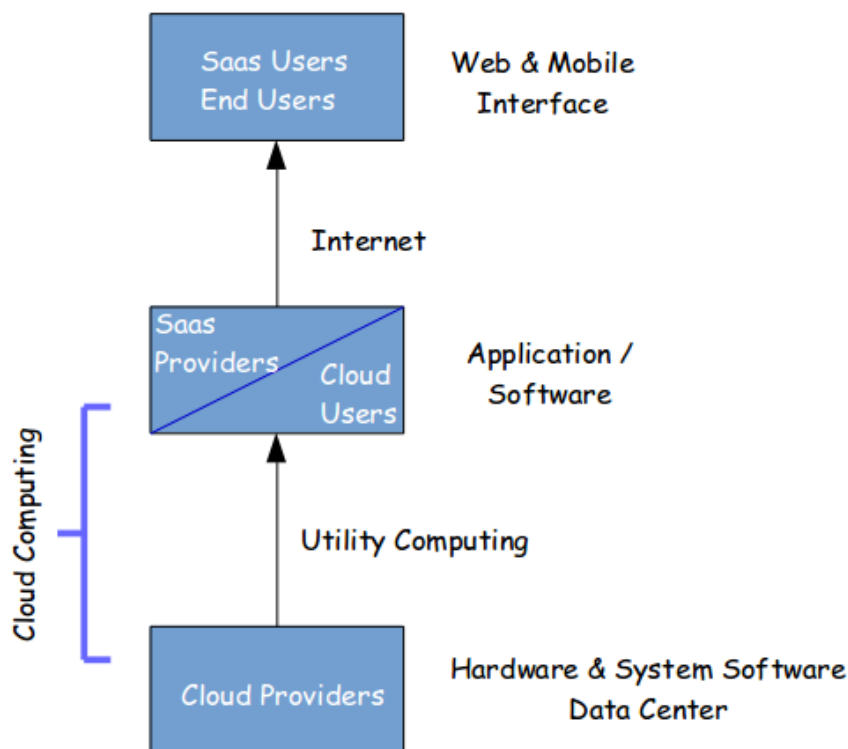 Saas Users
End Users
Web & Mobile
Interface
Internet
Saas
Providers
Cloud
Users
Application /
Software
Cloud Computing
Utility Computing
Cloud Providers
Hardware & System Software
Data Center